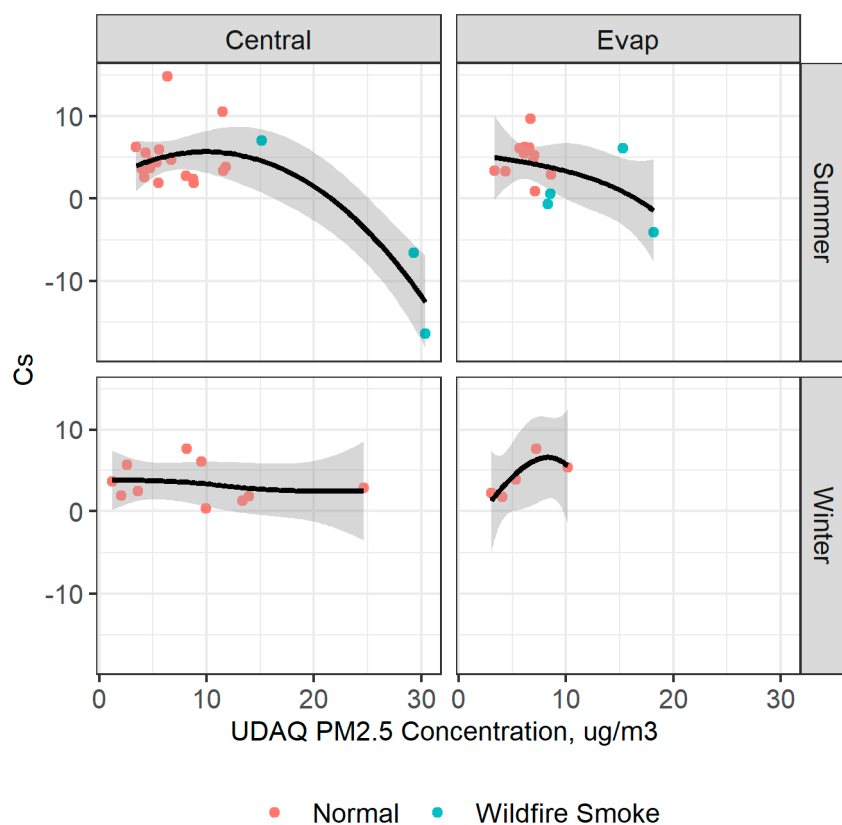 Central Evap
10
0
-10
Summer
Cs
10
0
-10
Winter
0 10 20 30 0 10 20 30
UDAQ PM2.5 Concentration, ug/m3
Normal Wildfire Smoke